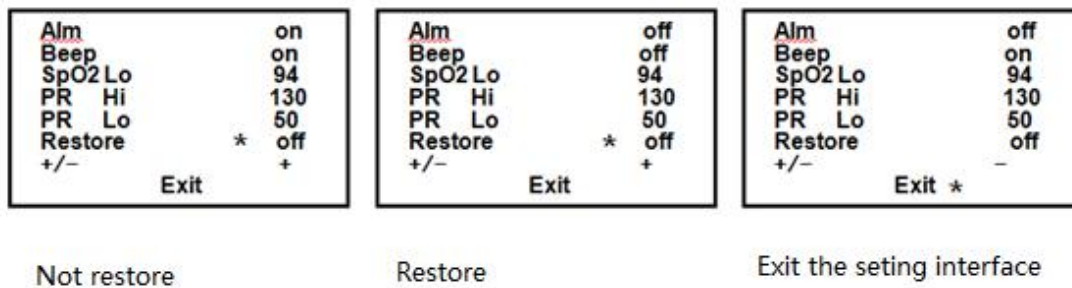 Alm on
Beep on
SpO2 Lo 94
PR Hi 130
PR Lo 50
Restore * off
+/− +
Exit
Not restore
Alm off
Beep off
SpO2 Lo 94
PR Hi 130
PR Lo 50
Restore * off
+/− +
Exit
Restore
Alm off
Beep on
SpO2 Lo 94
PR Hi 130
PR Lo 50
Restore off
+/− −
Exit *
Exit the seting interface